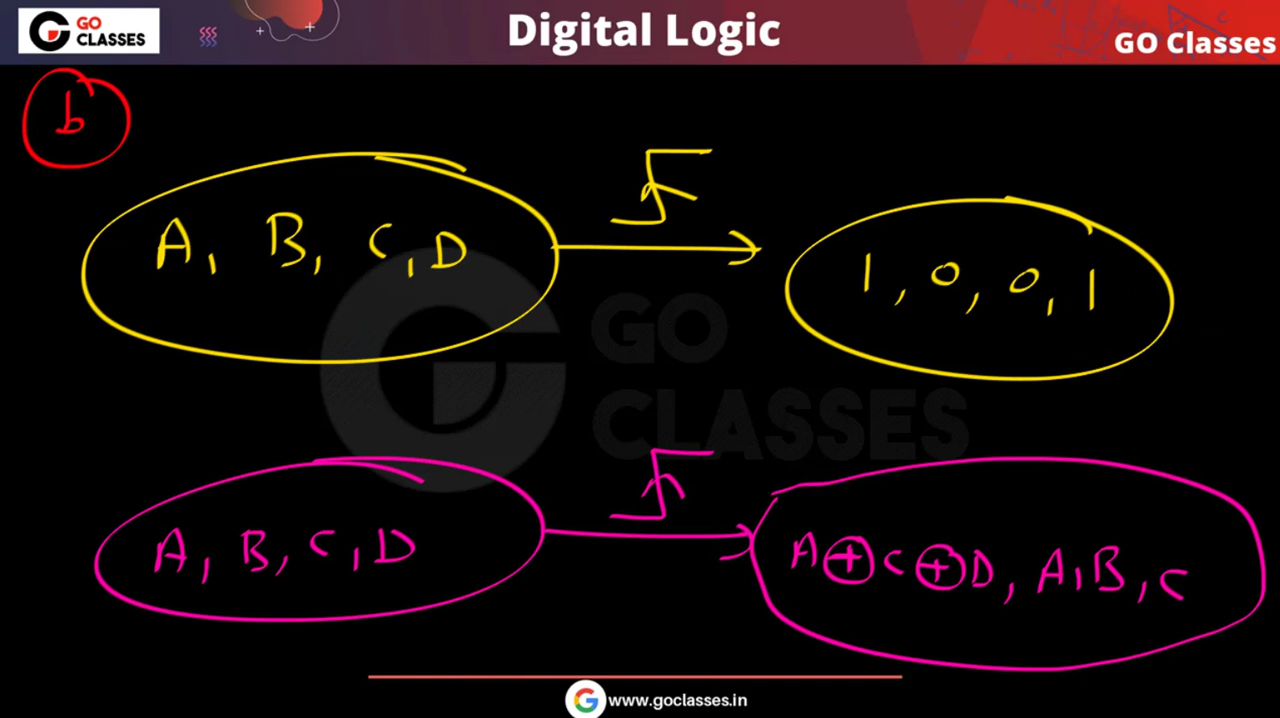 GO
CLASSES
Digital Logic
GO Classes
b
A, B, C, D
1, 0, 0, 1
GO
CLASSES
A, B, C, D
A⊕C⊕D, A, B, C
www.goclasses.in